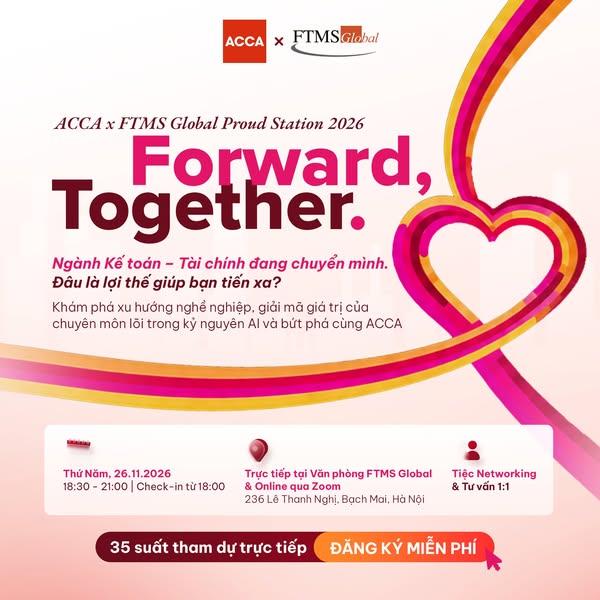 ACCA × FTMS Global
ACCA x FTMS Global Proud Station 2026
Forward,
Together.
Ngành Kế toán – Tài chính đang chuyển mình.
Đâu là lợi thế giúp bạn tiến xa?
Khám phá xu hướng nghề nghiệp, giải mã giá trị của
chuyên môn lõi trong kỷ nguyên AI và bứt phá cùng ACCA
Thứ Năm, 26.11.2026
18:30 - 21:00 | Check-in từ 18:00
Trực tiếp tại Văn phòng FTMS Global
& Online qua Zoom
236 Lê Thanh Nghị, Bạch Mai, Hà Nội
Tiệc Networking
& Tư vấn 1:1
35 suất tham dự trực tiếp
ĐĂNG KÝ MIỄN PHÍ